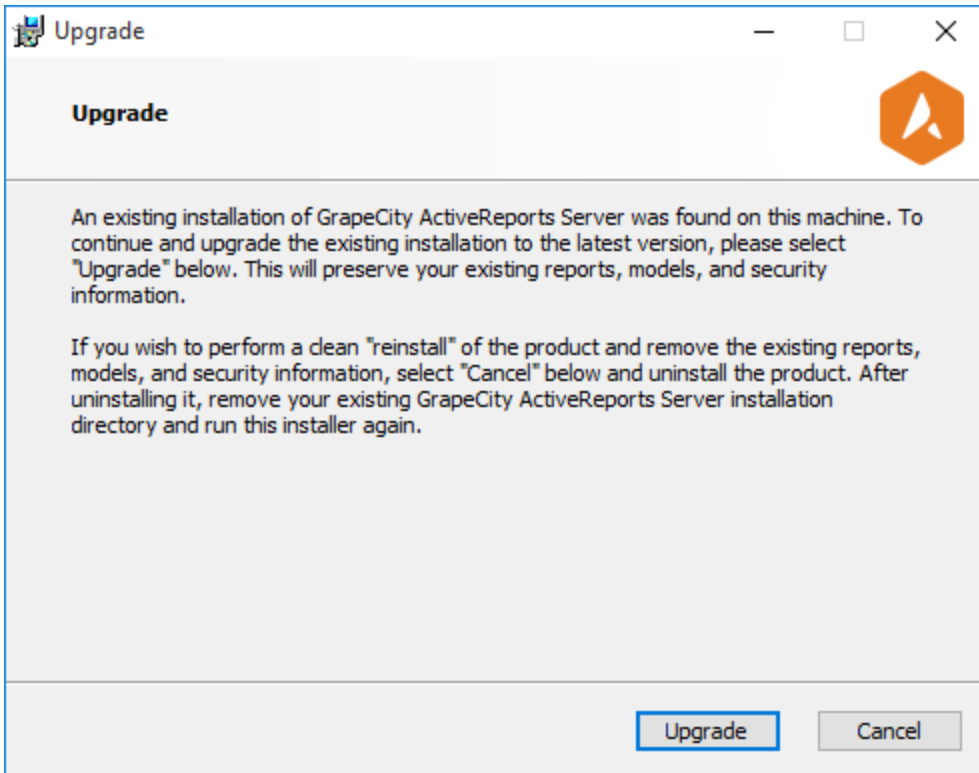 Upgrade
Upgrade
An existing installation of GrapeCity ActiveReports Server was found on this machine. To
continue and upgrade the existing installation to the latest version, please select
"Upgrade" below. This will preserve your existing reports, models, and security
information.
If you wish to perform a clean "reinstall" of the product and remove the existing reports,
models, and security information, select "Cancel" below and uninstall the product. After
uninstalling it, remove your existing GrapeCity ActiveReports Server installation
directory and run this installer again.
Upgrade Cancel